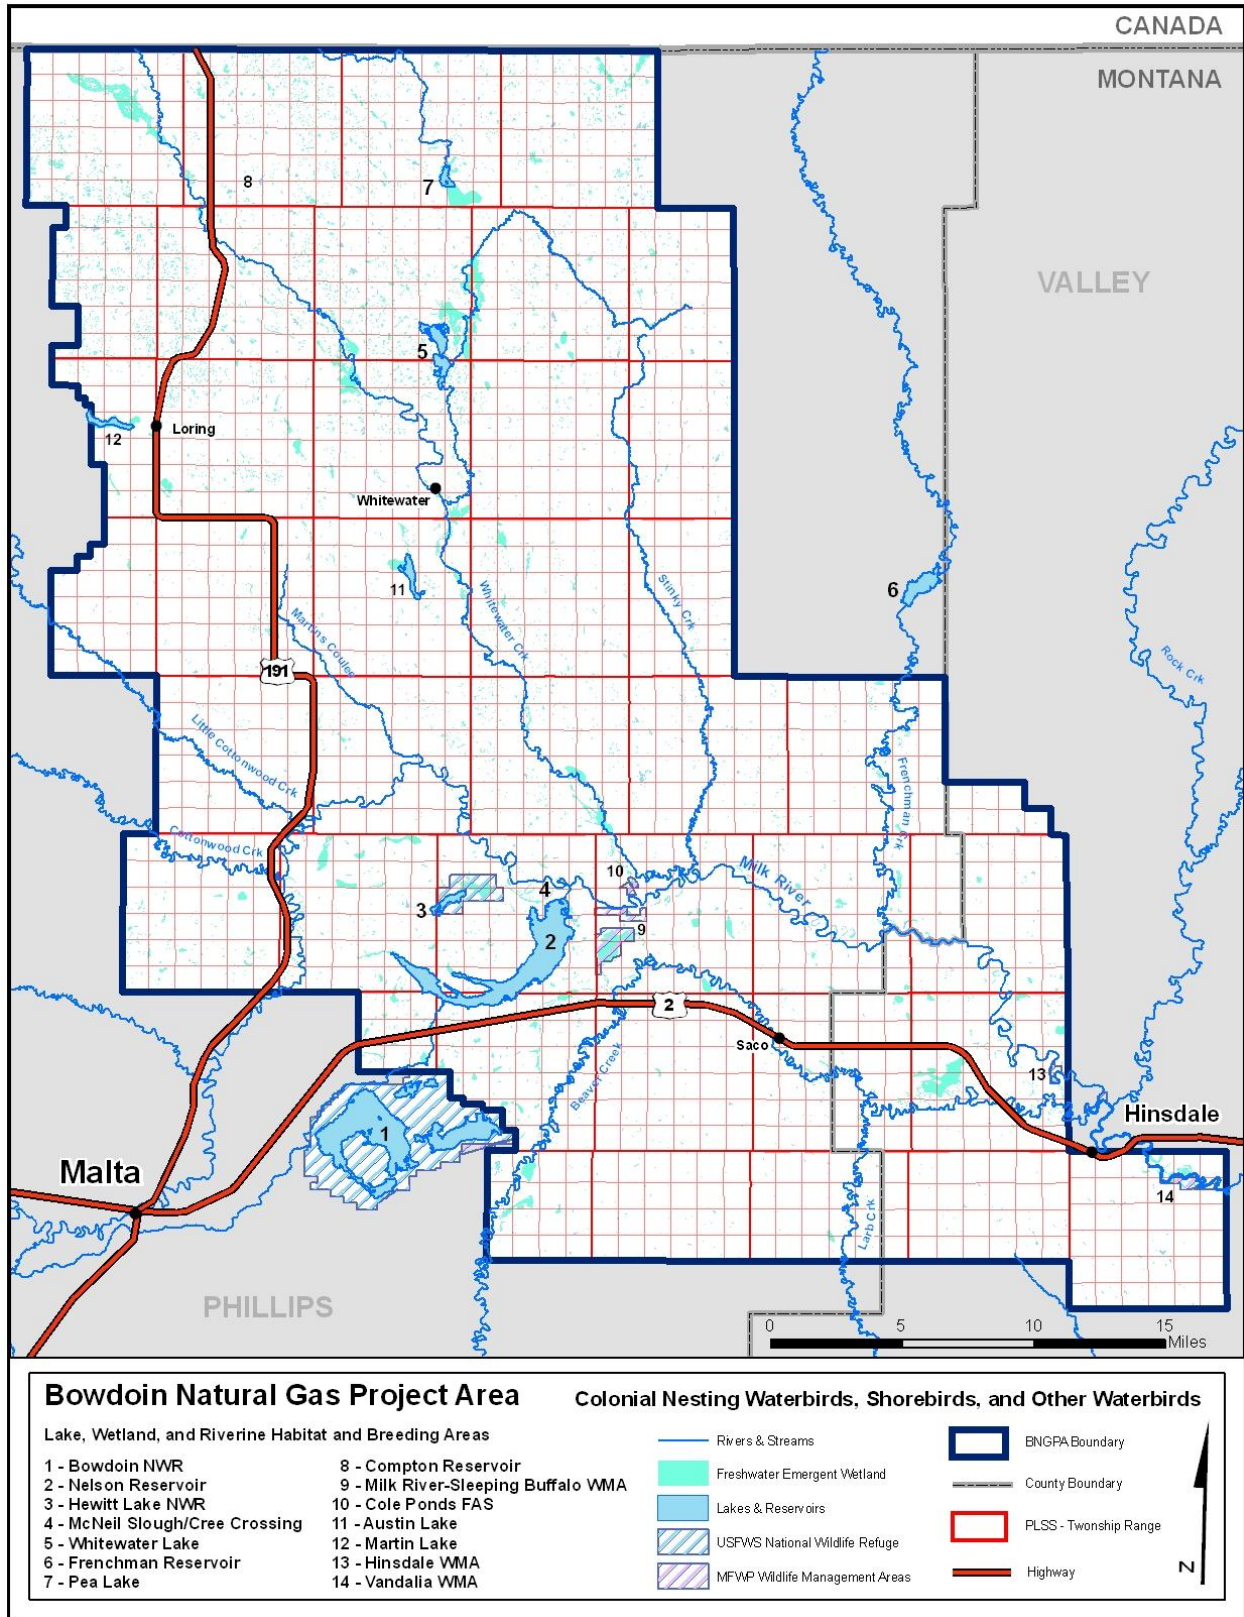 CANADA
MONTANA
8
7
VALLEY
5
12
Loring
Whitewater
11
Whitewater Crk
Stinky Crk
6
Martins Coulee
Rock Crk
191
Little Cottonwood Crk
Frenchman Crk
Cottonwood Crk
Milk River
10
4
3
9
2
2
Saco
Beaver Creek
13
Hinsdale
1
Malta
14
Larb Crk
PHILLIPS
0 5 10 15
Miles
Bowdoin Natural Gas Project Area
Colonial Nesting Waterbirds, Shorebirds, and Other Waterbirds
Lake, Wetland, and Riverine Habitat and Breeding Areas
1 - Bowdoin NWR
2 - Nelson Reservoir
3 - Hewitt Lake NWR
4 - McNeil Slough/Cree Crossing
5 - Whitewater Lake
6 - Frenchman Reservoir
7 - Pea Lake
8 - Compton Reservoir
9 - Milk River-Sleeping Buffalo WMA
10 - Cole Ponds FAS
11 - Austin Lake
12 - Martin Lake
13 - Hinsdale WMA
14 - Vandalia WMA
Rivers & Streams
Freshwater Emergent Wetland
Lakes & Reservoirs
USFWS National Wildlife Refuge
MFWP Wildlife Management Areas
BNGPA Boundary
County Boundary
PLSS - Twonship Range
Highway
N